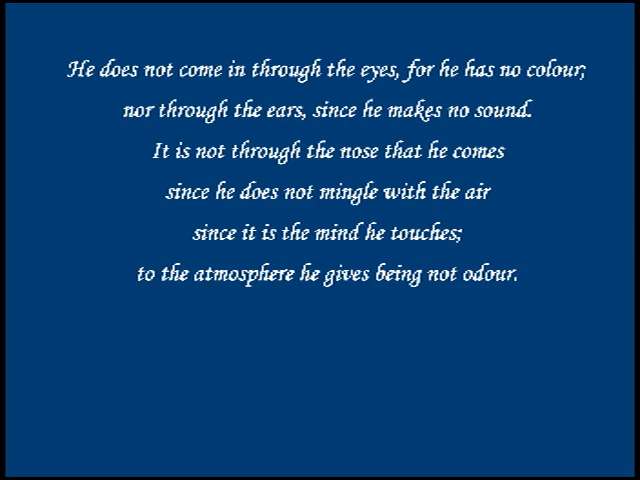 He does not come in through the eyes, for he has no colour;
nor through the ears, since he makes no sound.
It is not through the nose that he comes
since he does not mingle with the air
since it is the mind he touches;
to the atmosphere he gives being not odour.